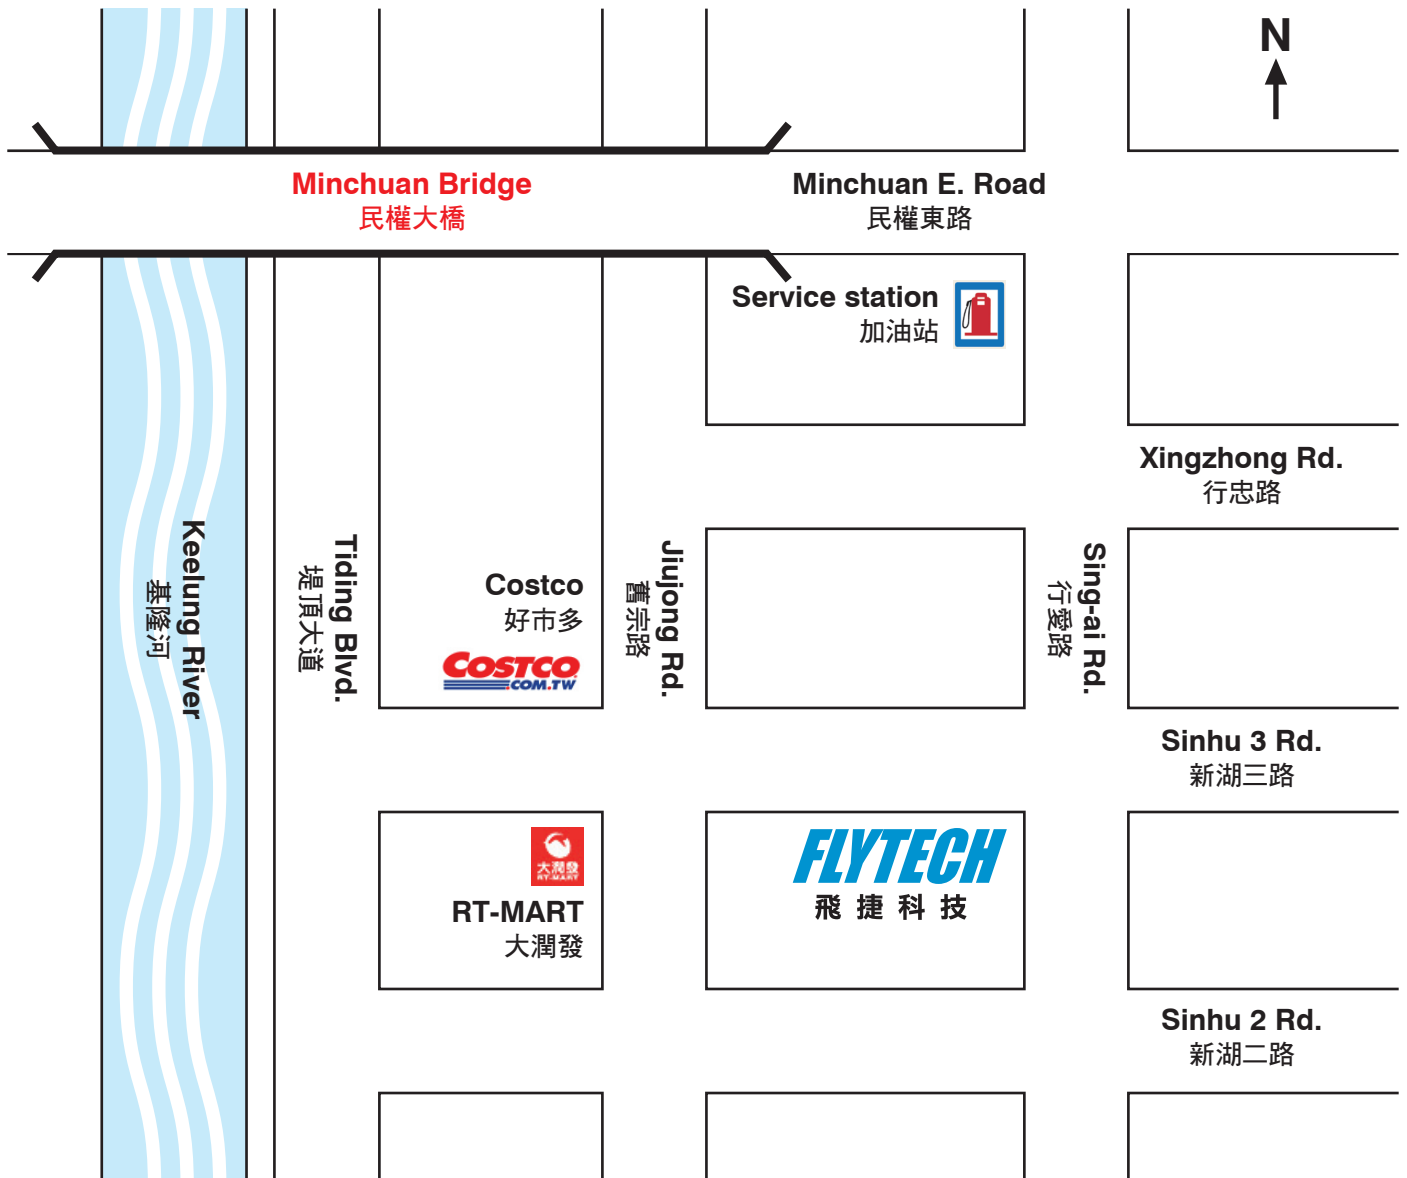 N
Minchuan Bridge
民權大橋
Minchuan E. Road
民權東路
Service station
加油站
Xingzhong Rd.
行忠路
Keelung River
基隆河
Tiding Blvd.
堤頂大道
Costco
好市多
COSTCO
.COM.TW
Jiujong Rd.
舊宗路
Sing-ai Rd.
行愛路
Sinhu 3 Rd.
新湖三路
大潤發
RT-MART
RT-MART
大潤發
FLYTECH
飛捷科技
Sinhu 2 Rd.
新湖二路